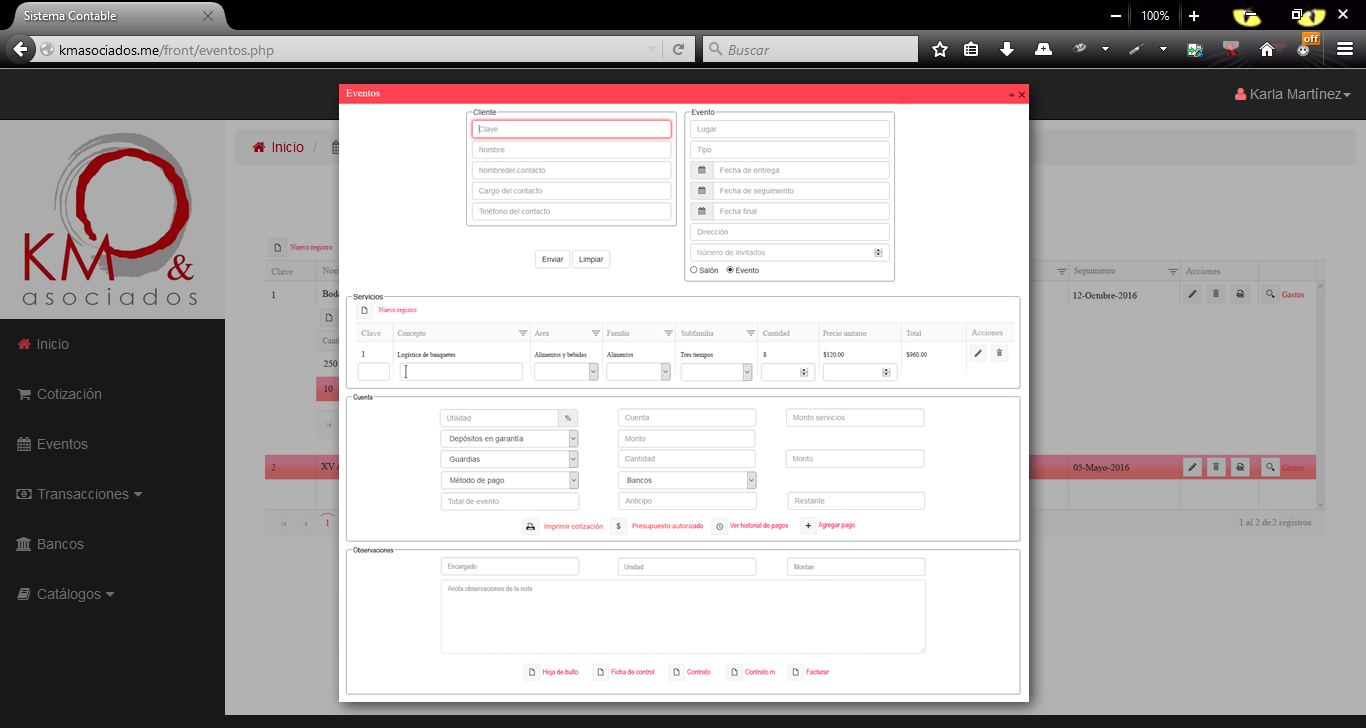 Sistema Contable
100%
kmasociados.me/front/eventos.php
Buscar
off
Karla Martínez
KM &
asociados
Inicio
Cotización
Eventos
Transacciones
Bancos
Catálogos
Inicio /
Nuevo registro
Clave
Seguimiento
Acciones
1
12-Octubre-2016
Gastos
250
10
2
05-Mayo-2016
Gastos
1
1 al 2 de 2 registros
Eventos
Cliente
Clave
Nombre
Nombredel contacto
Cargo del contacto
Teléfono del contacto
Enviar Limpiar
Evento
Lugar
Tipo
Fecha de entrega
Fecha de seguimiento
Fecha final
Dirección
Número de invitados
Salón Evento
Servicios
Nuevo registro
Clave Concepto Area Familia Subfamilia Cantidad Precio unitario Total Acciones
1 Logística de banquetes Alimentos y bebidas Alimentos Tres tiempos 8 $120.00 $960.00
Cuenta
Utilidad % Cuenta Monto servicios
Depósitos en garantía Monto
Guardias Cantidad Monto
Método de pago Bancos
Total de evento Anticipo Restante
Imprimir cotización $ Presupuesto autorizado Ver historial de pagos Agregar pago
Observaciones
Encargado Unidad Montan
Anota observaciones de la nota
Hoja de bulto Ficha de control Contrato Contrato m Facturar